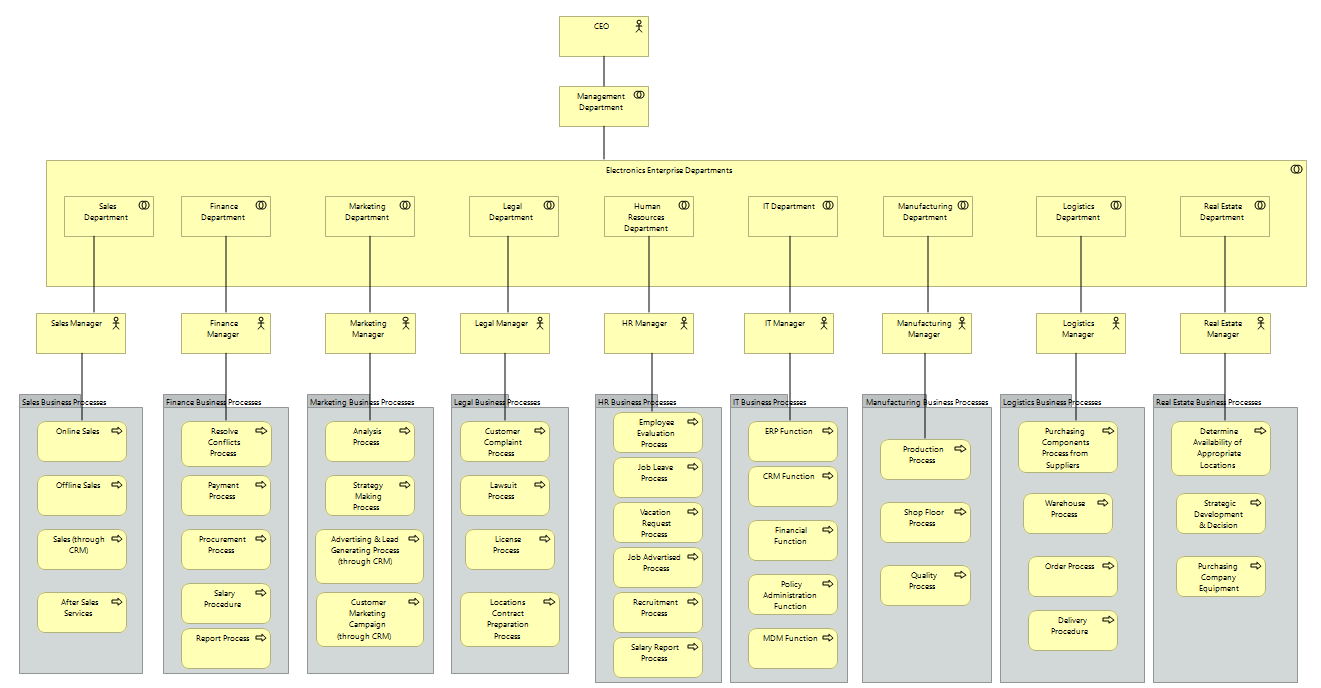 CEO
Management
Department
Electronics Enterprise Departments
Sales
Department
Finance
Department
Marketing
Department
Legal
Department
Human
Resources
Department
IT Department
Manufacturing
Department
Logistics
Department
Real Estate
Department
Sales Manager
Finance
Manager
Marketing
Manager
Legal Manager
HR Manager
IT Manager
Manufacturing
Manager
Logistics
Manager
Real Estate
Manager
Sales Business Processes
Online Sales
Offline Sales
Sales (through
CRM)
After Sales
Services
Finance Business Processes
Resolve
Conflicts
Process
Payment
Process
Procurement
Process
Salary
Procedure
Report Process
Marketing Business Processes
Analysis
Process
Strategy
Making
Process
Advertising & Lead
Generating Process
(through CRM)
Customer
Marketing
Campaign
(through CRM)
Legal Business Processes
Customer
Complaint
Process
Lawsuit
Process
License
Process
Locations
Contract
Preparation
Process
HR Business Processes
Employee
Evaluation
Process
Job Leave
Process
Vacation
Request
Process
Job Advertised
Process
Recruitment
Process
Salary Report
Process
IT Business Processes
ERP Function
CRM Function
Financial
Function
Policy
Administration
Function
MDM Function
Manufacturing Business Processes
Production
Process
Shop Floor
Process
Quality
Process
Logistics Business Processes
Purchasing
Components
Process from
Suppliers
Warehouse
Process
Order Process
Delivery
Procedure
Real Estate Business Processes
Determine
Availability of
Appropriate
Locations
Strategic
Development
& Decision
Purchasing
Company
Equipment